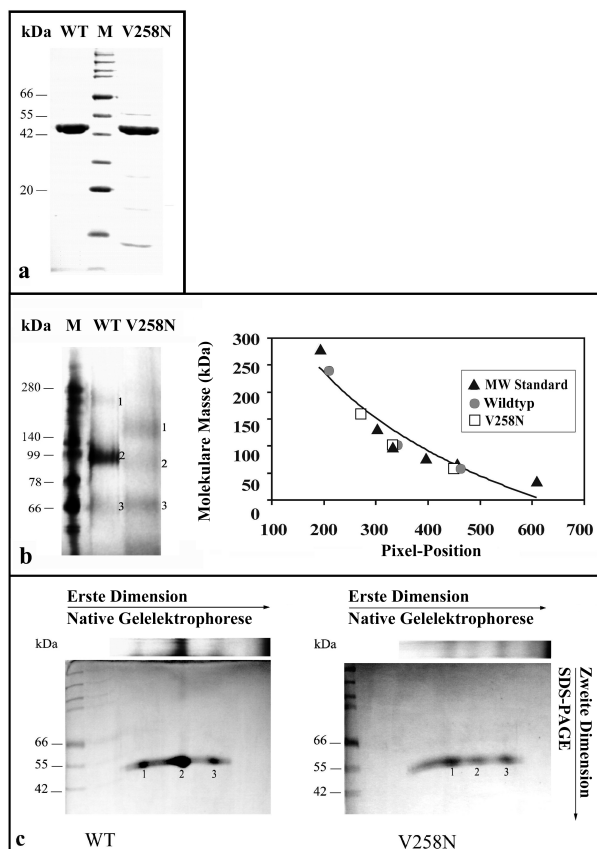 kDa WT M V258N
66
55
42
20
a
kDa M WT V258N
280
140
99
78
66
1
2
3
1
2
3
b
Molekulare Masse (kDa)
300
250
200
150
100
50
0
100 200 300 400 500 600 700
Pixel-Position
MW Standard
Wildtyp
V258N
Erste Dimension
Native Gelelektrophorese
kDa
66
55
42
1 2 3
WT
c
Erste Dimension
Native Gelelektrophorese
kDa
66
55
42
1 2 3
V258N
Zweite Dimension
SDS-PAGE